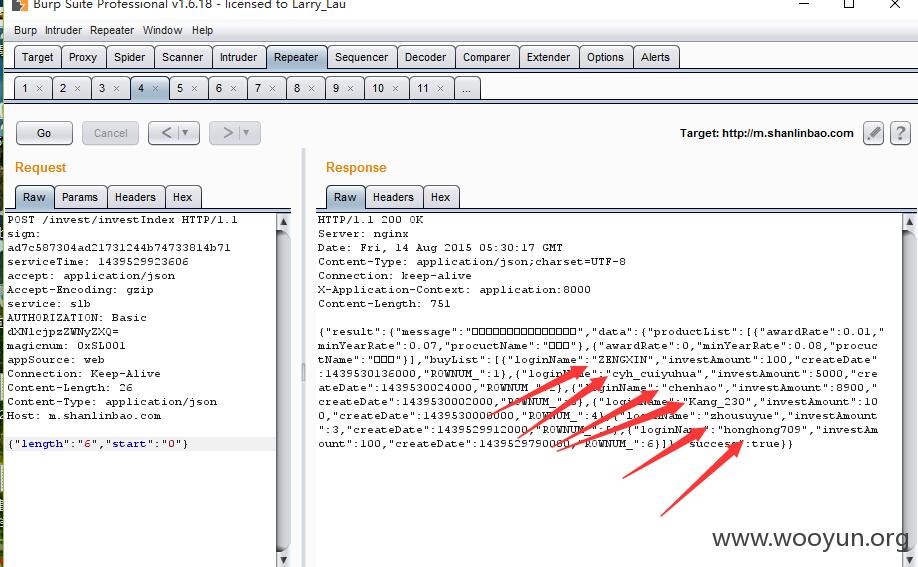 Burp Suite Professional v1.6.18 - licensed to Larry_Lau
Burp Intruder Repeater Window Help
Target Proxy Spider Scanner Intruder Repeater Sequencer Decoder Comparer Extender Options Alerts
1 × 2 × 3 × 4 × 5 × 6 × 7 × 8 × 9 × 10 × 11 × ...
Go Cancel < > Target: http://m.shanlinbao.com ?
Request
Raw Params Headers Hex
POST /invest/investIndex HTTP/1.1
sign:
ad7c587304ad21731244b74733814b71
serviceTime: 1439529923606
accept: application/json
Accept-Encoding: gzip
service: slb
AUTHORIZATION: Basic
dXNlcjpzZWNyZXQ=
magicnum: 0xSL001
appSource: web
Connection: Keep-Alive
Content-Length: 26
Content-Type: application/json
Host: m.shanlinbao.com
{"length":"6","start":"0"}
Response
Raw Headers Hex
HTTP/1.1 200 OK
Server: nginx
Date: Fri, 14 Aug 2015 05:30:17 GMT
Content-Type: application/json;charset=UTF-8
Connection: keep-alive
X-Application-Context: application:8000
Content-Length: 751
{"result":{"message":"□□□□□□□□□□□□□□□","data":{"productList":[{"awardRate":0.01,"
minYearRate":0.07,"procuctName":"□□□"},{"awardRate":0,"minYearRate":0.08,"procuc
tName":"□□□"}],"buyList":[{"loginName":"ZENGXIN","investAmount":100,"createDate"
:1439530136000,"ROWNUM_":1},{"loginName":"cyh_cuiyuhua","investAmount":5000,"cre
ateDate":1439530024000,"ROWNUM_":2},{"loginName":"chenhao","investAmount":8900,"
createDate":1439530002000,"ROWNUM_":3},{"loginName":"Kang_230","investAmount":10
0,"createDate":1439530000000,"ROWNUM_":4},{"loginName":"zhousuyue","investAmount
":3,"createDate":1439529912000,"ROWNUM_":5},{"loginName":"honghong709","investAm
ount":100,"createDate":1439529790000,"ROWNUM_":6}]},"success":true}}
www.wooyun.org